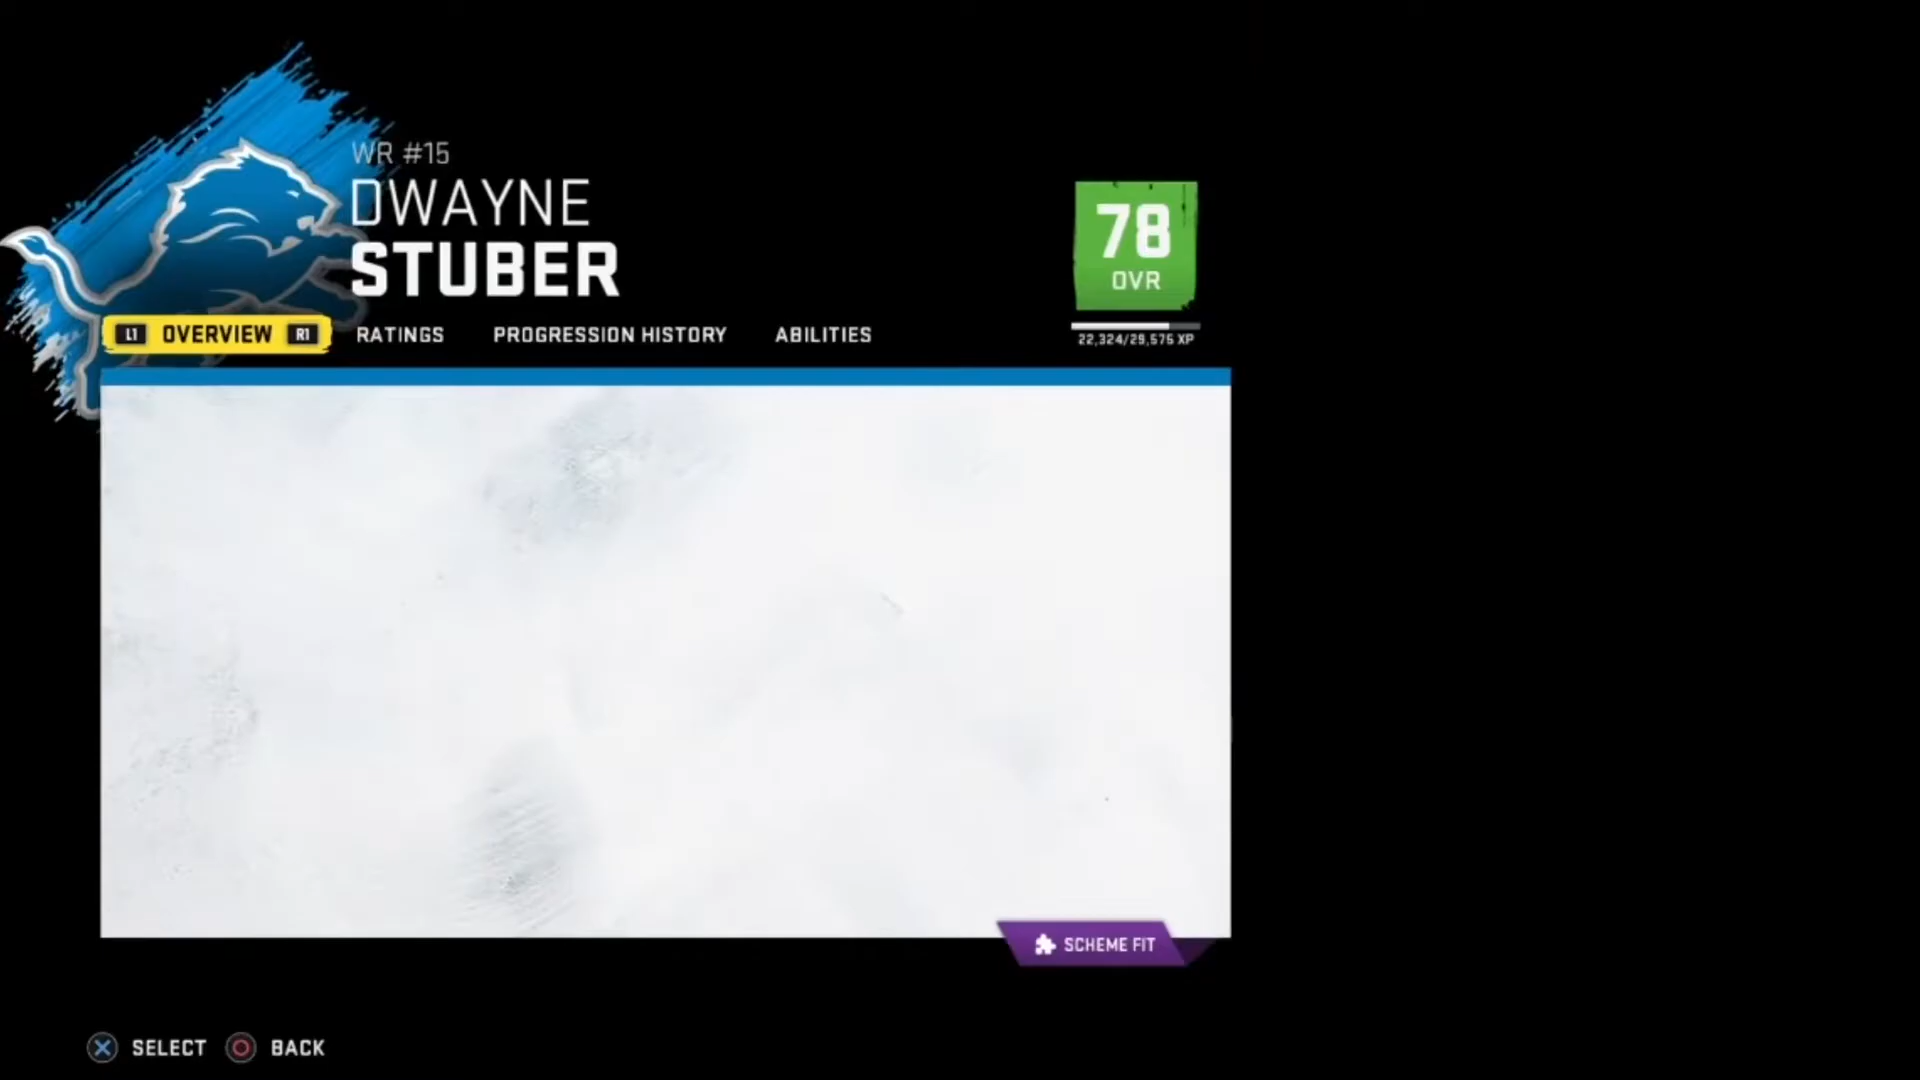 WR #15
DWAYNE
STUBER
78
OVR
L1 OVERVIEW R1 RATINGS PROGRESSION HISTORY ABILITIES
22,324/29,575 XP
SCHEME FIT
SELECT BACK